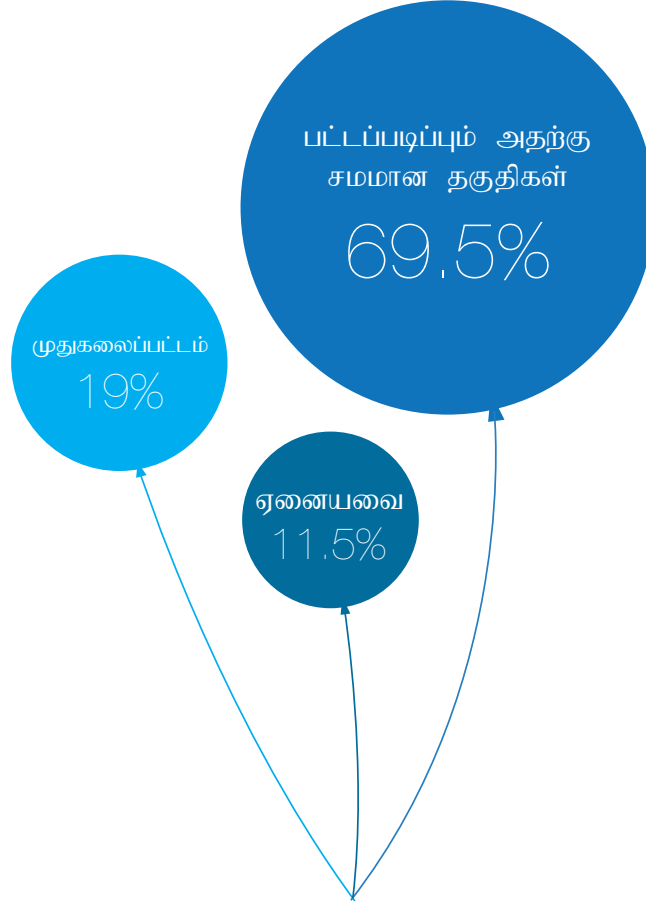 பட்டப்படிப்பும் அதற்கு
சமமான தகுதிகள்
69.5%
முதுகலைப்பட்டம்
19%
ஏனையவை
11.5%